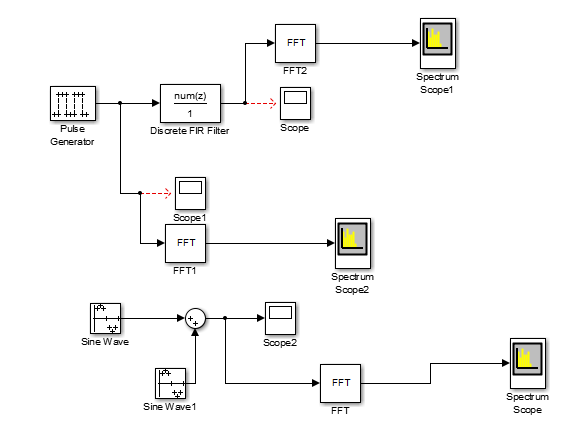 FFT
FFT2
Spectrum
Scope1
num(z)
1
Pulse
Generator
Discrete FIR Filter
Scope
Scope1
FFT
FFT1
Spectrum
Scope2
Sine Wave
Scope2
Sine Wave1
FFT
FFT
Spectrum
Scope